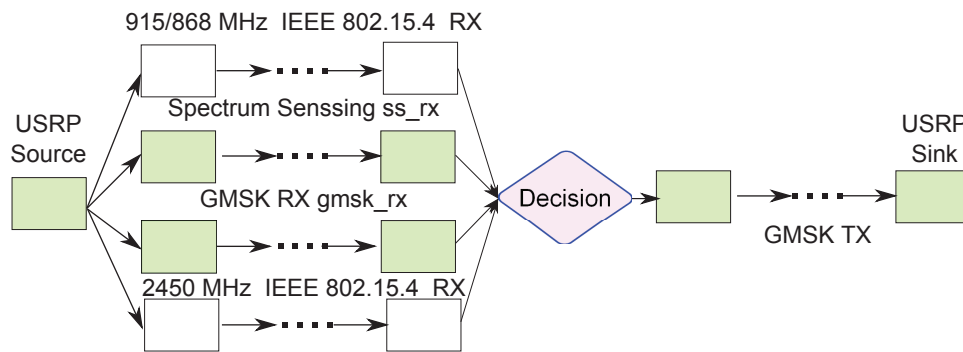 915/868 MHz IEEE 802.15.4 RX
Spectrum Senssing ss_rx
USRP
Source
GMSK RX gmsk_rx
2450 MHz IEEE 802.15.4 RX
Decision
GMSK TX
USRP
Sink